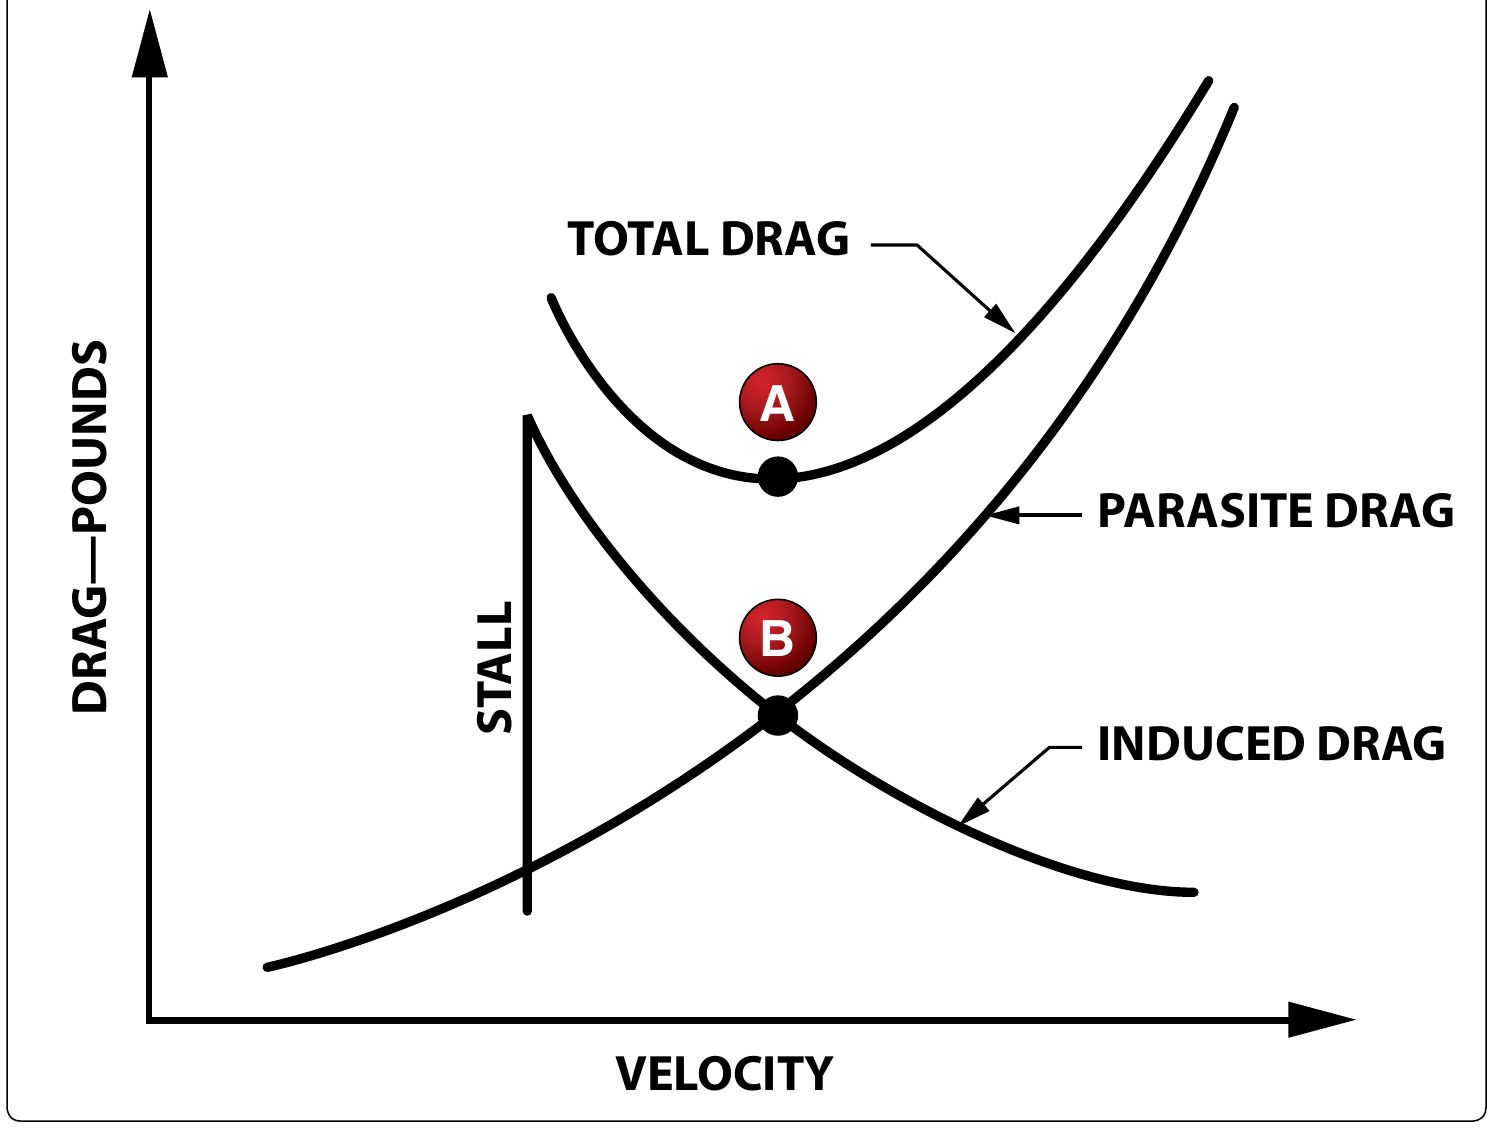 TOTAL DRAG
A
DRAG—POUNDS
PARASITE DRAG
B
STALL
INDUCED DRAG
VELOCITY